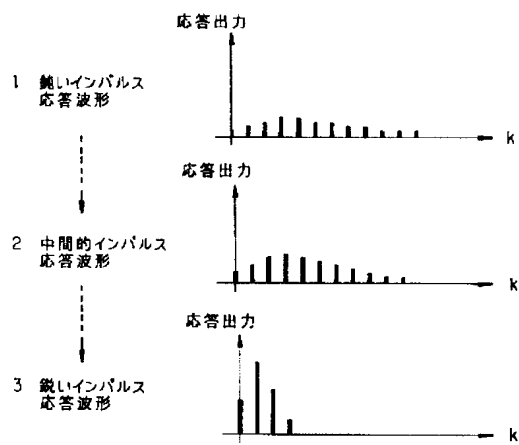 応答出力
1 鈍いインパルス
応答波形
k
応答出力
2 中間的インパルス
応答波形
k
応答出力
3 鋭いインパルス
応答波形
k